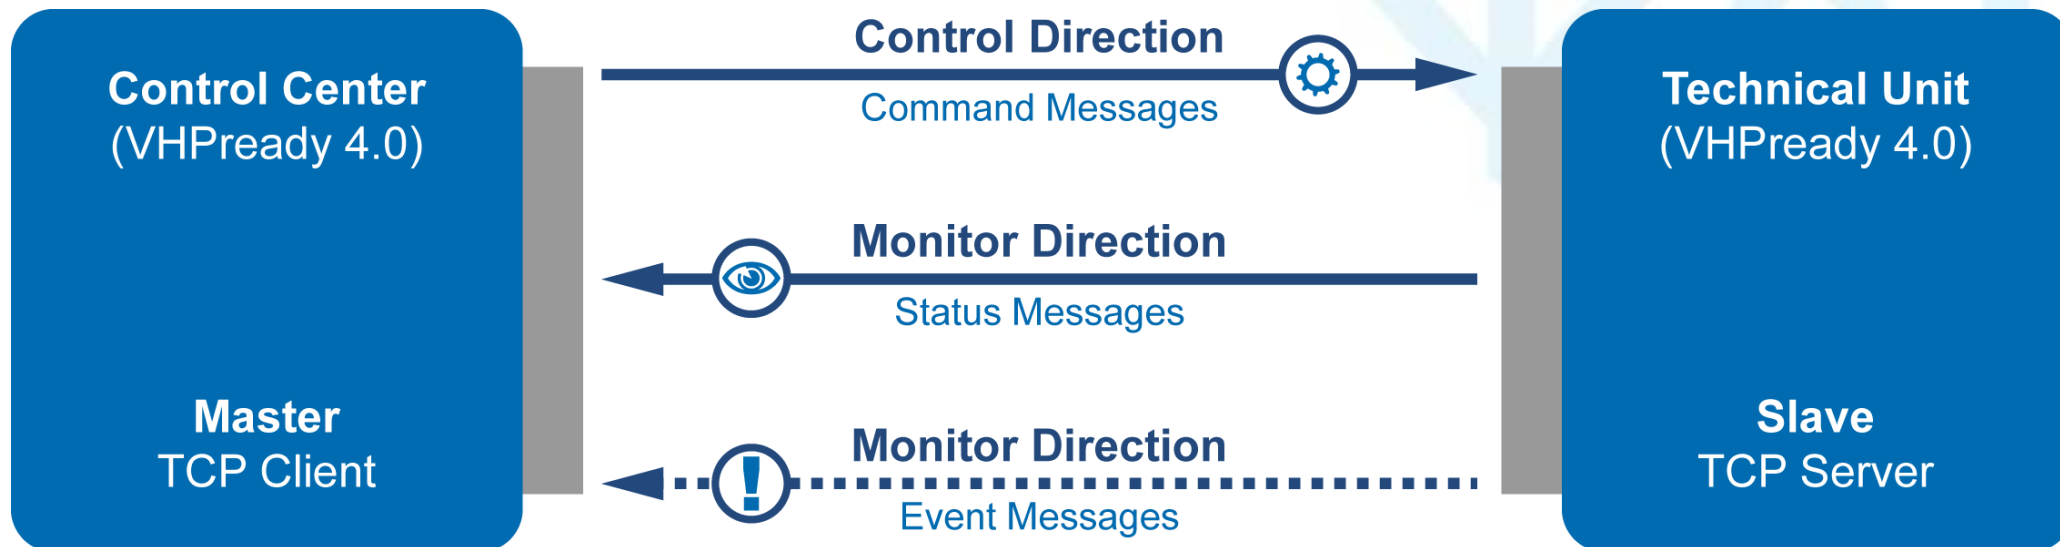 Control Center
(VHPready 4.0)
Master
TCP Client
Control Direction
Command Messages
Monitor Direction
Status Messages
Monitor Direction
Event Messages
Technical Unit
(VHPready 4.0)
Slave
TCP Server